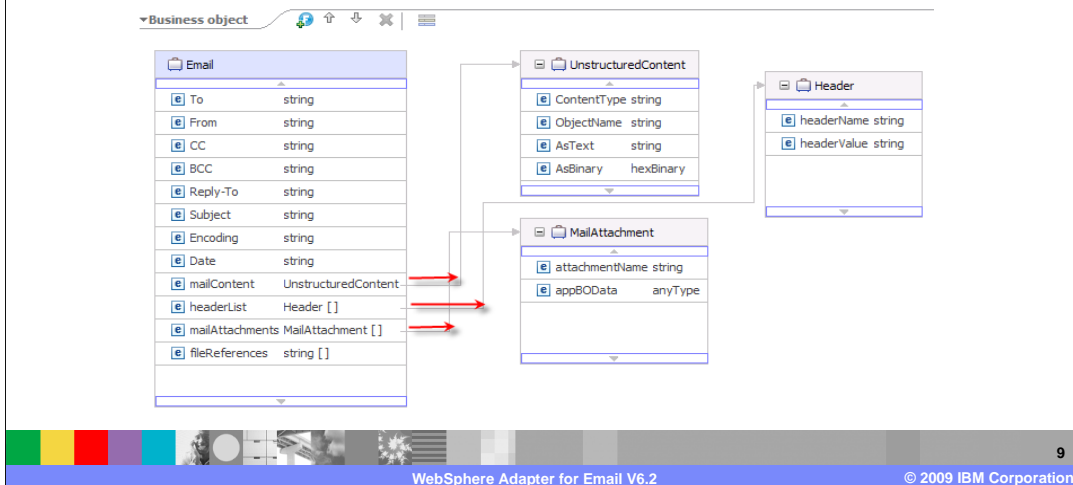 Business object
Email
To string
From string
CC string
BCC string
Reply-To string
Subject string
Encoding string
Date string
mailContent UnstructuredContent
headerList Header [ ]
mailAttachments MailAttachment [ ]
fileReferences string [ ]
UnstructuredContent
ContentType string
ObjectName string
AsText string
AsBinary hexBinary
MailAttachment
attachmentName string
appBOData anyType
Header
headerName string
headerValue string
9
WebSphere Adapter for Email V6.2
© 2009 IBM Corporation